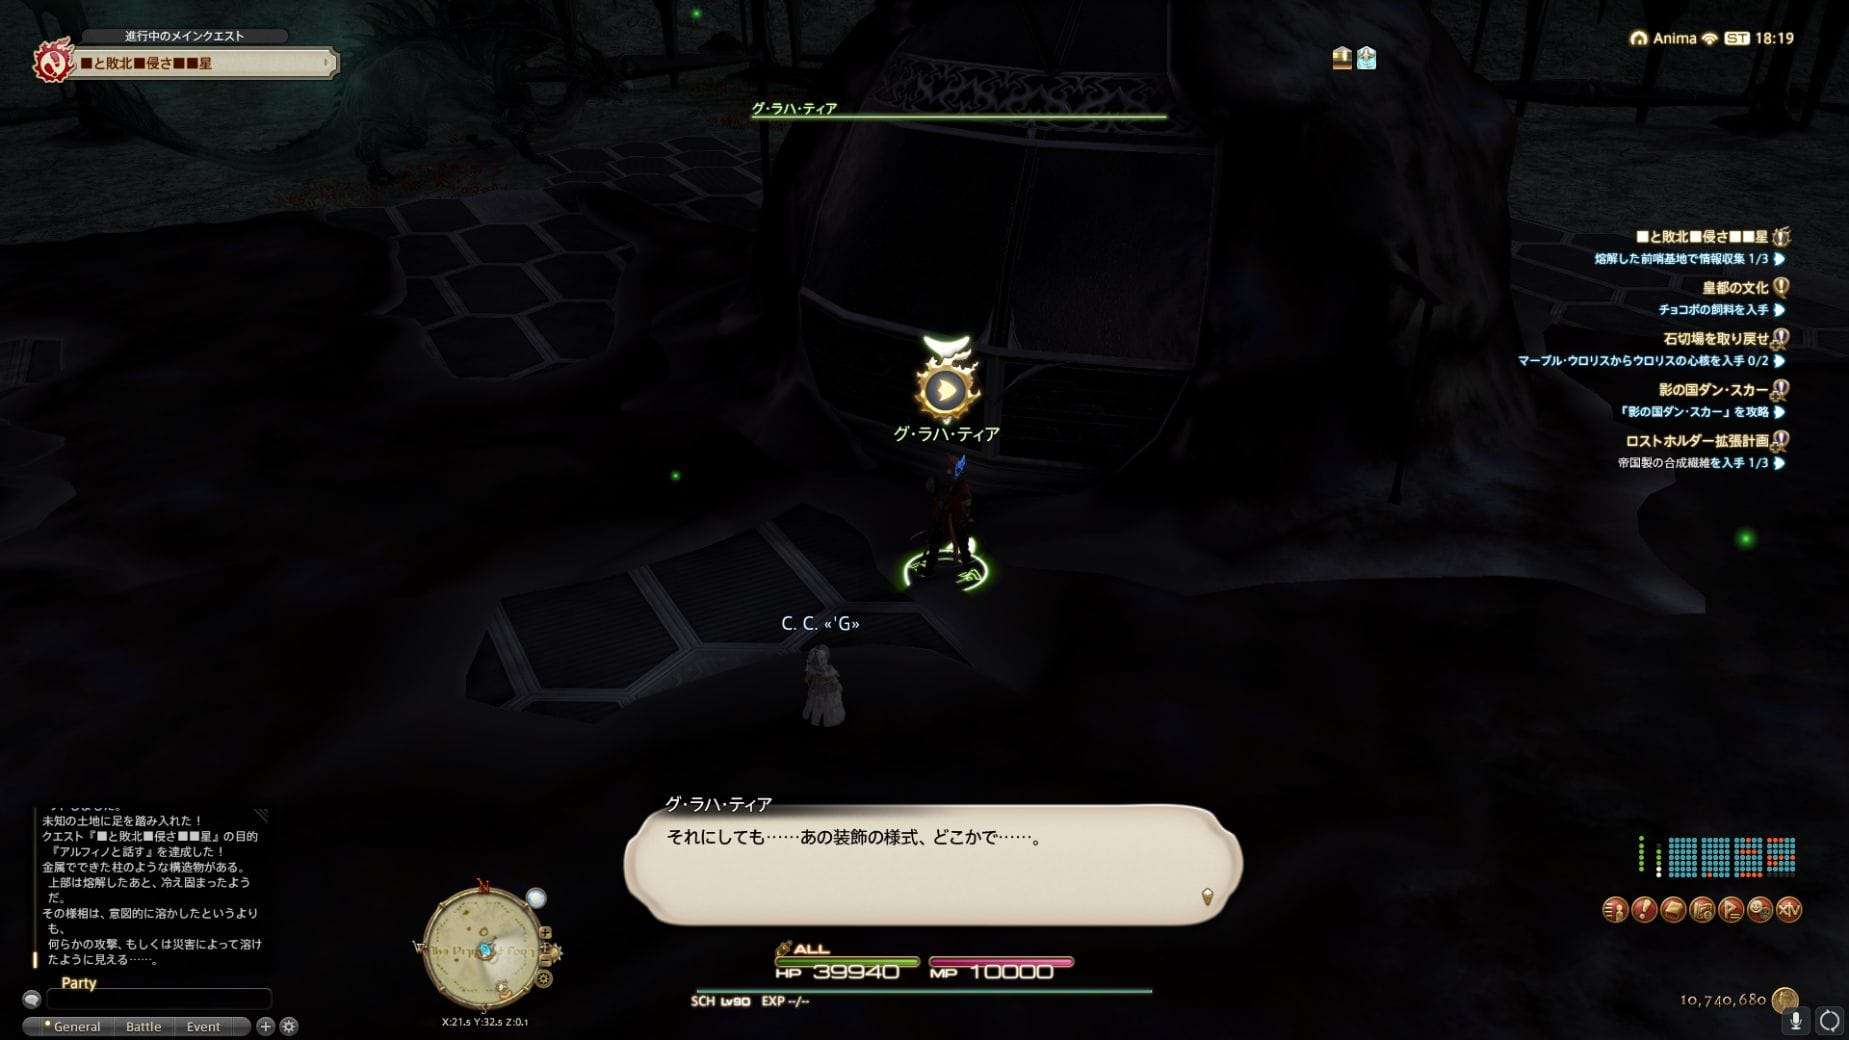 進行中のメインクエスト
■と敗北■侵さ■■星
グ・ラハ・ティア
Anima ST 18:19
■と敗北■侵さ■■星
熔解した前哨基地で情報収集 1/3
皇都の文化
チョコボの飼料を入手
石切場を取り戻せ
マーブル・ウロリスからウロリスの心核を入手 0/2
影の国ダン・スカー
「影の国ダン・スカー」を攻略
ロストホルダー拡張計画
帝国製の合成繊維を入手 1/3
グ・ラハ・ティア
C. C. «'G»
グ・ラハ・ティア
それにしても……あの装飾の様式、どこかで……。
未知の土地に足を踏み入れた！
クエスト『■と敗北■侵さ■■星』の目的
『アルフィノと話す』を達成した！
金属でできた柱のような構造物がある。
上部は熔解したあと、冷え固まったよう
だ。
その様相は、意図的に溶かしたというより
も、
何らかの攻撃、もしくは災害によって溶け
たように見える……。
Party
General Battle Event
N
W
X:21.5 Y:32.5 Z:0.1
ALL
HP 39940 MP 10000
SCH Lv90 EXP --/--
XIV
10,740,680